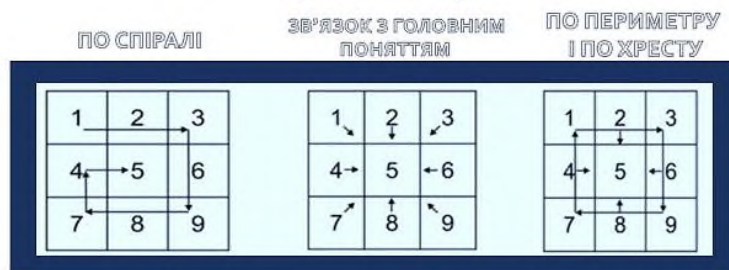 ПО СПІРАЛІ
ЗВ'ЯЗОК З ГОЛОВНИМ
ПОНЯТТЯМ
ПО ПЕРИМЕТРУ
І ПО ХРЕСТУ
1 2 3
4 5 6
7 8 9
1 2 3
4 5 6
7 8 9
1 2 3
4 5 6
7 8 9